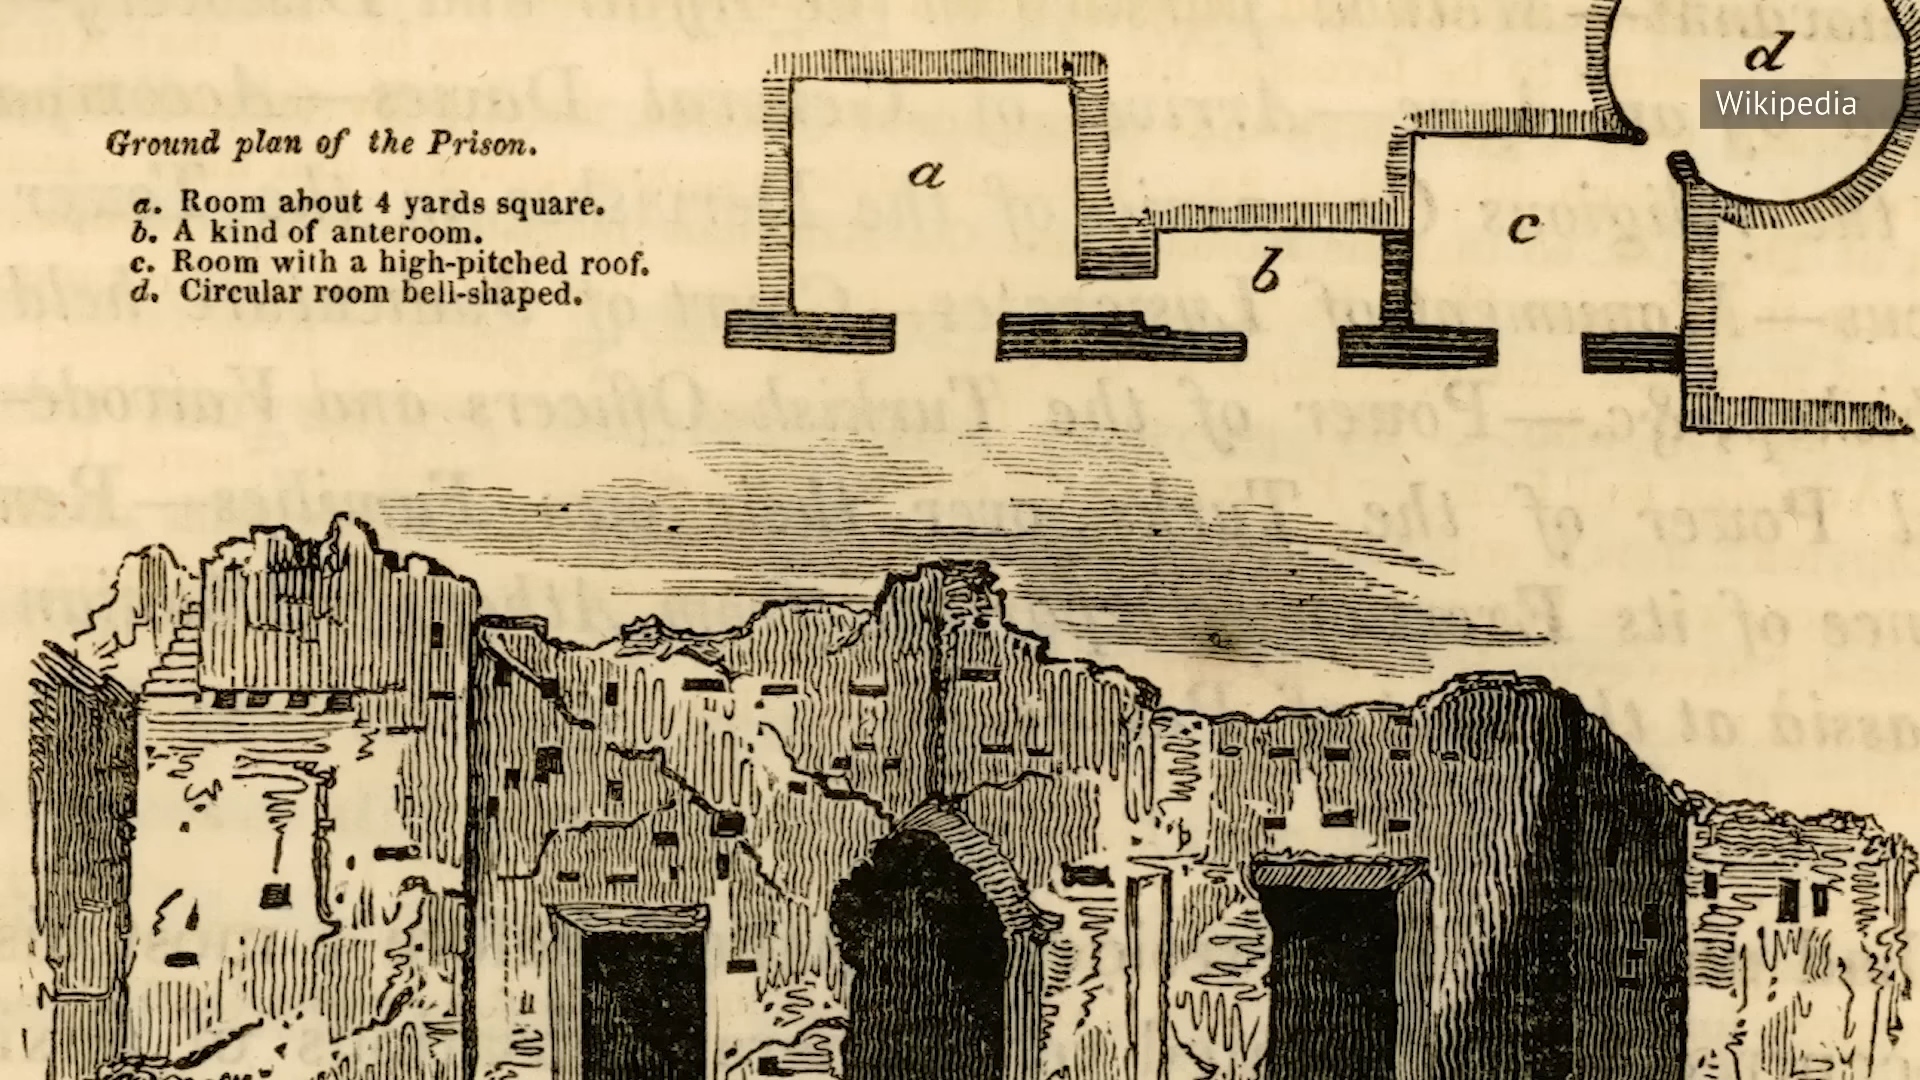 Wikipedia
Ground plan of the Prison.
a. Room about 4 yards square.
b. A kind of anteroom.
c. Room with a high-pitched roof.
d. Circular room bell-shaped.
a
b
c
d